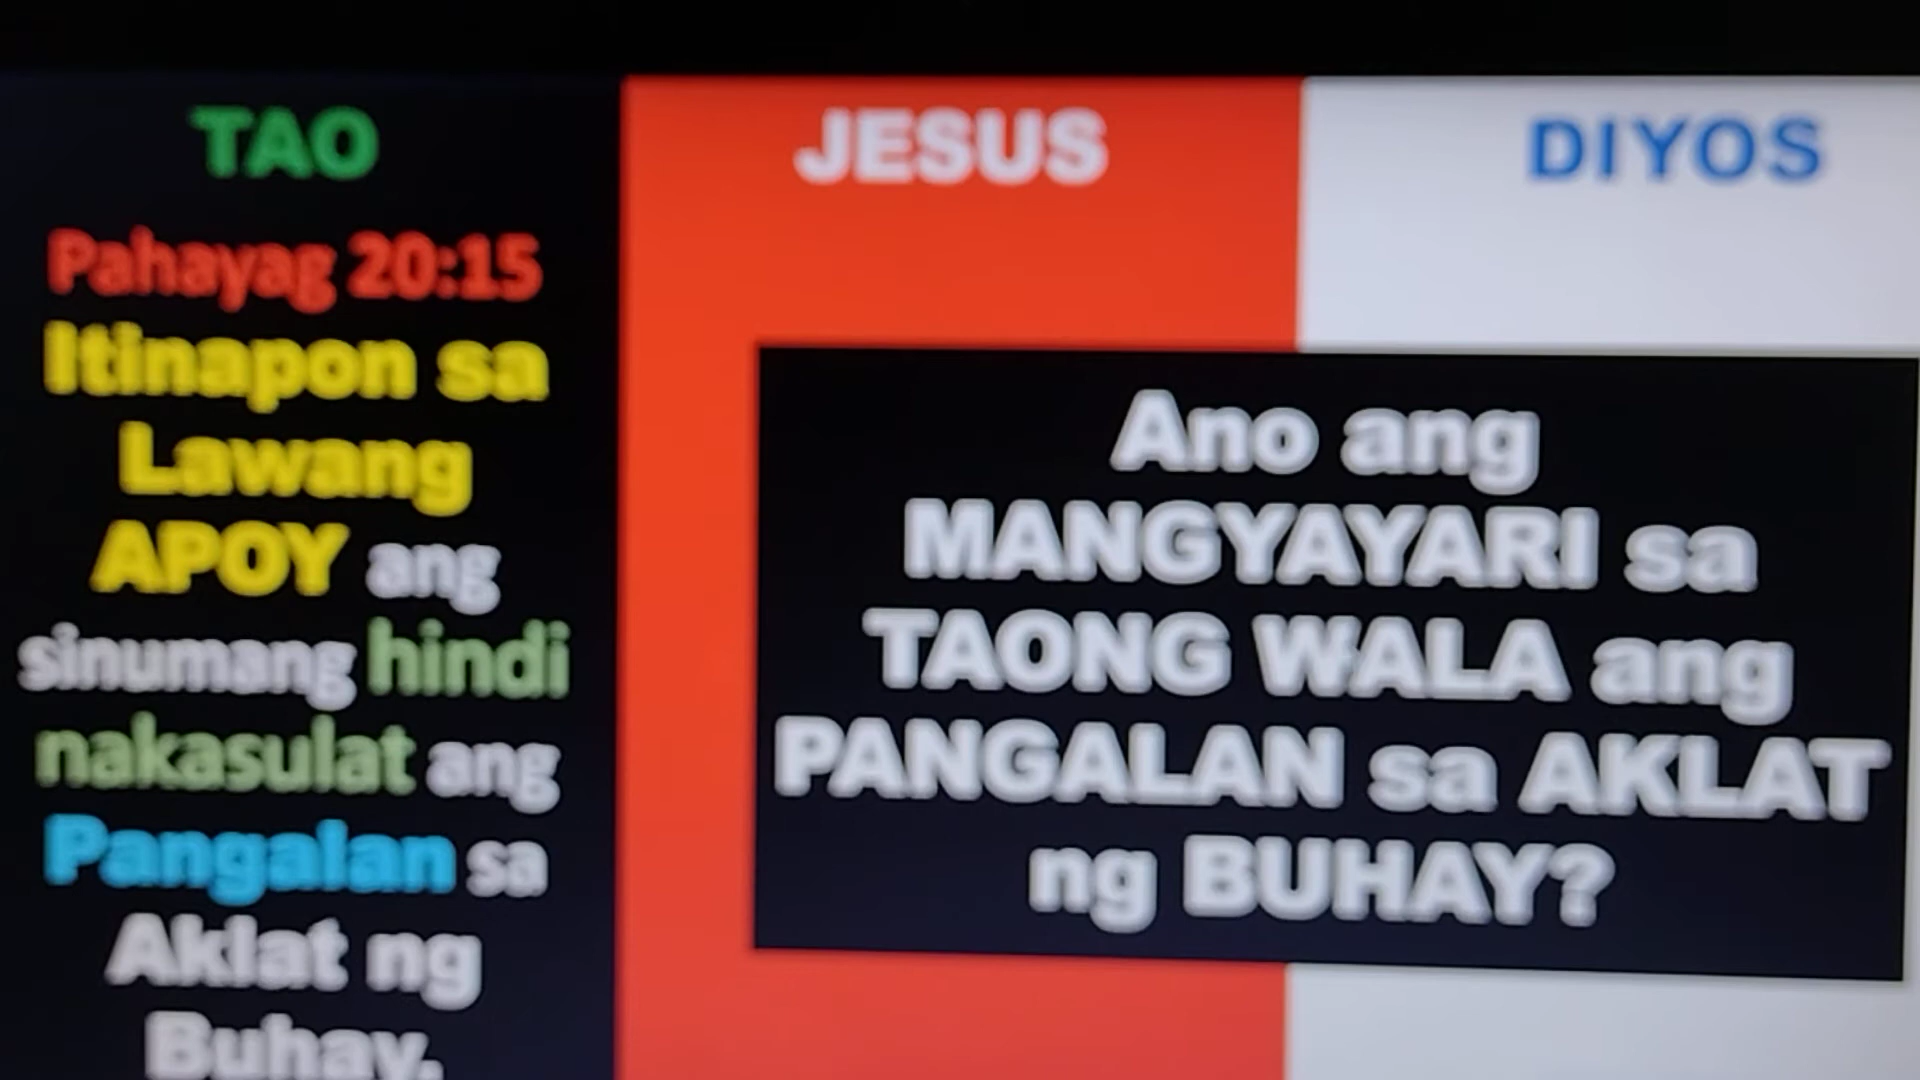 TAO
Pahayag 20:15
Itinapon sa
Lawang
APOY ang
sinumang hindi
nakasulat ang
Pangalan sa
Aklat ng
Buhay.
JESUS
DIYOS
Ano ang
MANGYAYARI sa
TAONG WALA ang
PANGALAN sa AKLAT
ng BUHAY?